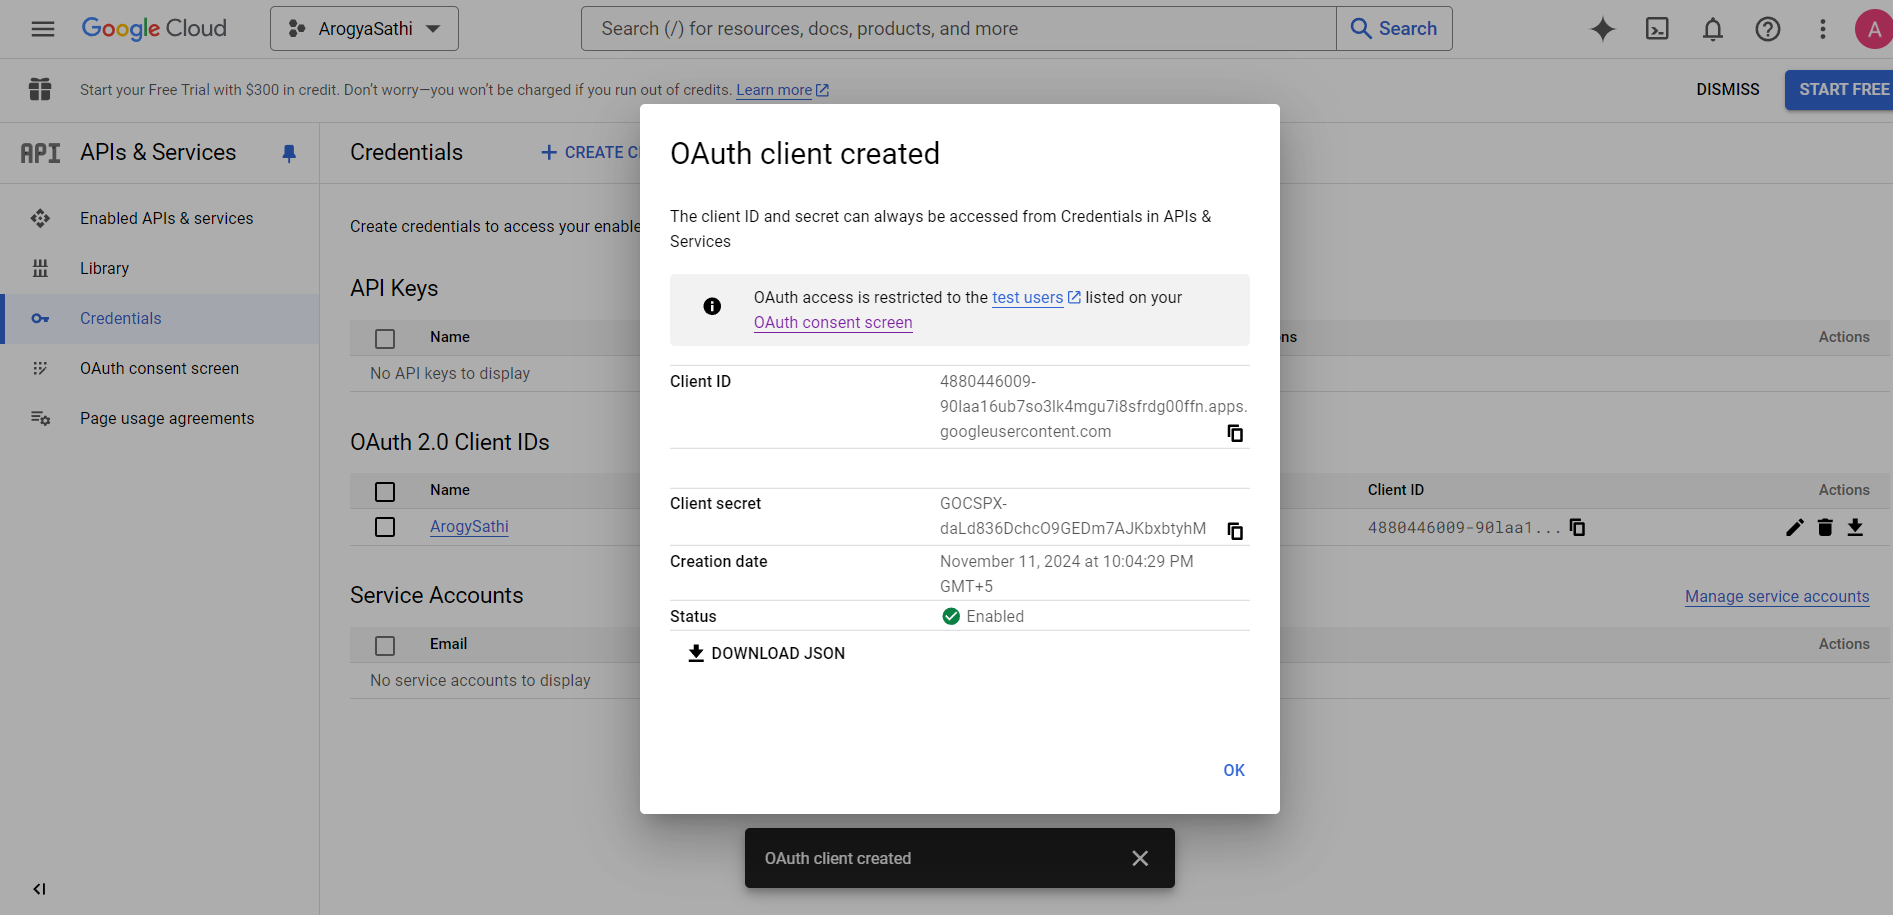 Google Cloud
ArogyaSathi
Search (/) for resources, docs, products, and more
Search
A
Start your Free Trial with $300 in credit. Don't worry—you won't be charged if you run out of credits. Learn more
DISMISS
START FREE
API
APIs & Services
Credentials
+ CREATE C
Enabled APIs & services
Library
Credentials
OAuth consent screen
Page usage agreements
Create credentials to access your enable
API Keys
Name
ns
Actions
No API keys to display
OAuth 2.0 Client IDs
Name
Client ID
Actions
ArogySathi
4880446009-90laa1...
Service Accounts
Manage service accounts
Email
Actions
No service accounts to display
OAuth client created
The client ID and secret can always be accessed from Credentials in APIs &
Services
OAuth access is restricted to the test users listed on your
OAuth consent screen
Client ID
4880446009-
90laa16ub7so3lk4mgu7i8sfrdg00ffn.apps.
googleusercontent.com
Client secret
GOCSPX-
daLd836DchcO9GEDm7AJKbxbtyhM
Creation date
November 11, 2024 at 10:04:29 PM
GMT+5
Status
Enabled
DOWNLOAD JSON
OK
OAuth client created